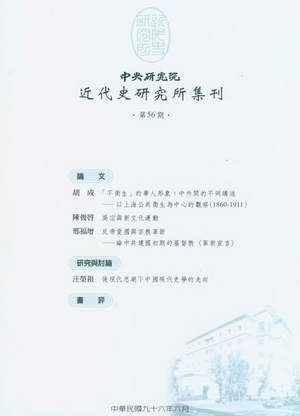 中央研究院
近代史研究所集刊
·第56期·
論 文
胡 成 「不衛生」的華人形象：中外間的不同講述
——以上海公共衛生為中心的觀察(1860-1911)
陳俊啓 吳宓與新文化運動
邢福增 反帝愛國與宗教革新
——論中共建國初期的基督教《革新宣言》
研究與討論
汪榮祖 後現代思潮下中國現代史學的走向
書 評
中華民國九十六年六月